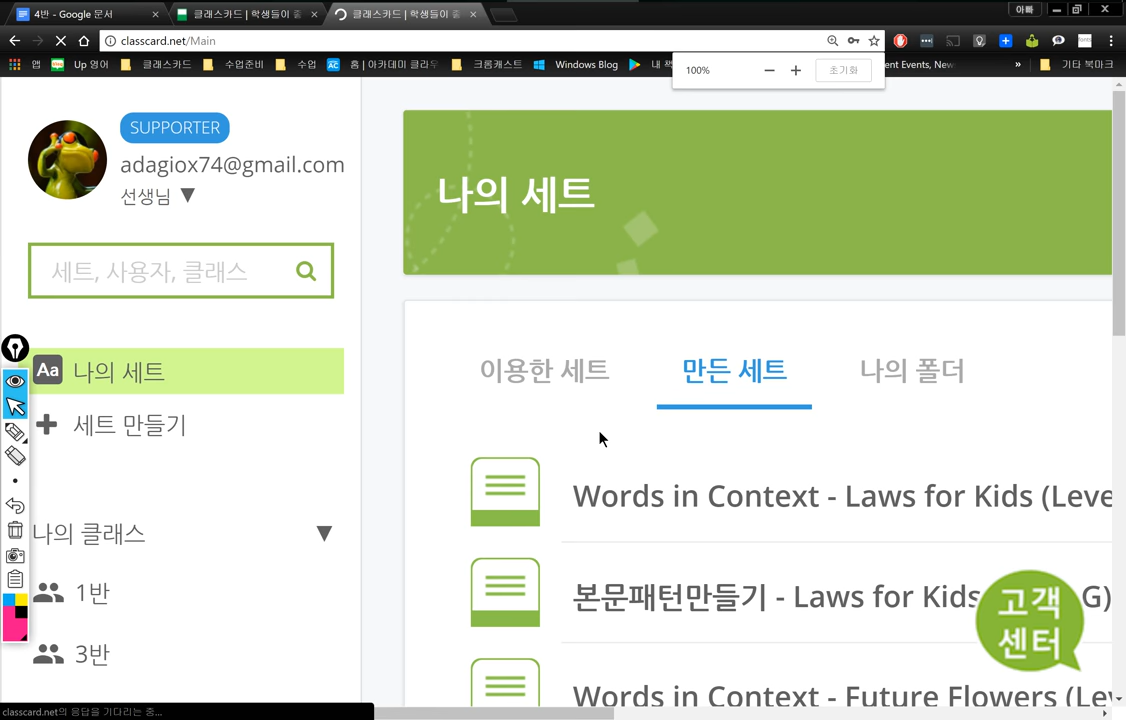 4반 - Google 문서
클래스카드 | 학생들이 좋
클래스카드 | 학생들이 좋
아빠
classcard.net/Main
앱
Up 영어
클래스카드
수업준비
수업
홈 | 아카데미 클라우
크롬캐스트
Windows Blog
내 책
ent Events, New
»
기타 북마크
100%
초기화
SUPPORTER
adagiox74@gmail.com
선생님 ▼
세트, 사용자, 클래스
Aa 나의 세트
세트 만들기
나의 클래스 ▼
1반
3반
나의 세트
이용한 세트
만든 세트
나의 폴더
Words in Context - Laws for Kids (Leve
본문패턴만들기 - Laws for Kids
G)
Words in Context - Future Flowers (Lev
고객
센터
classcard.net의 응답을 기다리는 중...